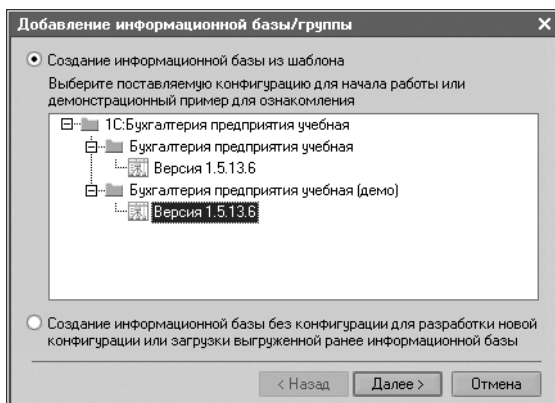 Добавление информационной базы/группы
Создание информационной базы из шаблона
Выберите поставляемую конфигурацию для начала работы или
демонстрационный пример для ознакомления
1С:Бухгалтерия предприятия учебная
Бухгалтерия предприятия учебная
Версия 1.5.13.6
Бухгалтерия предприятия учебная (демо)
Версия 1.5.13.6
Создание информационной базы без конфигурации для разработки новой
конфигурации или загрузки выгруженной ранее информационной базы
< Назад Далее > Отмена